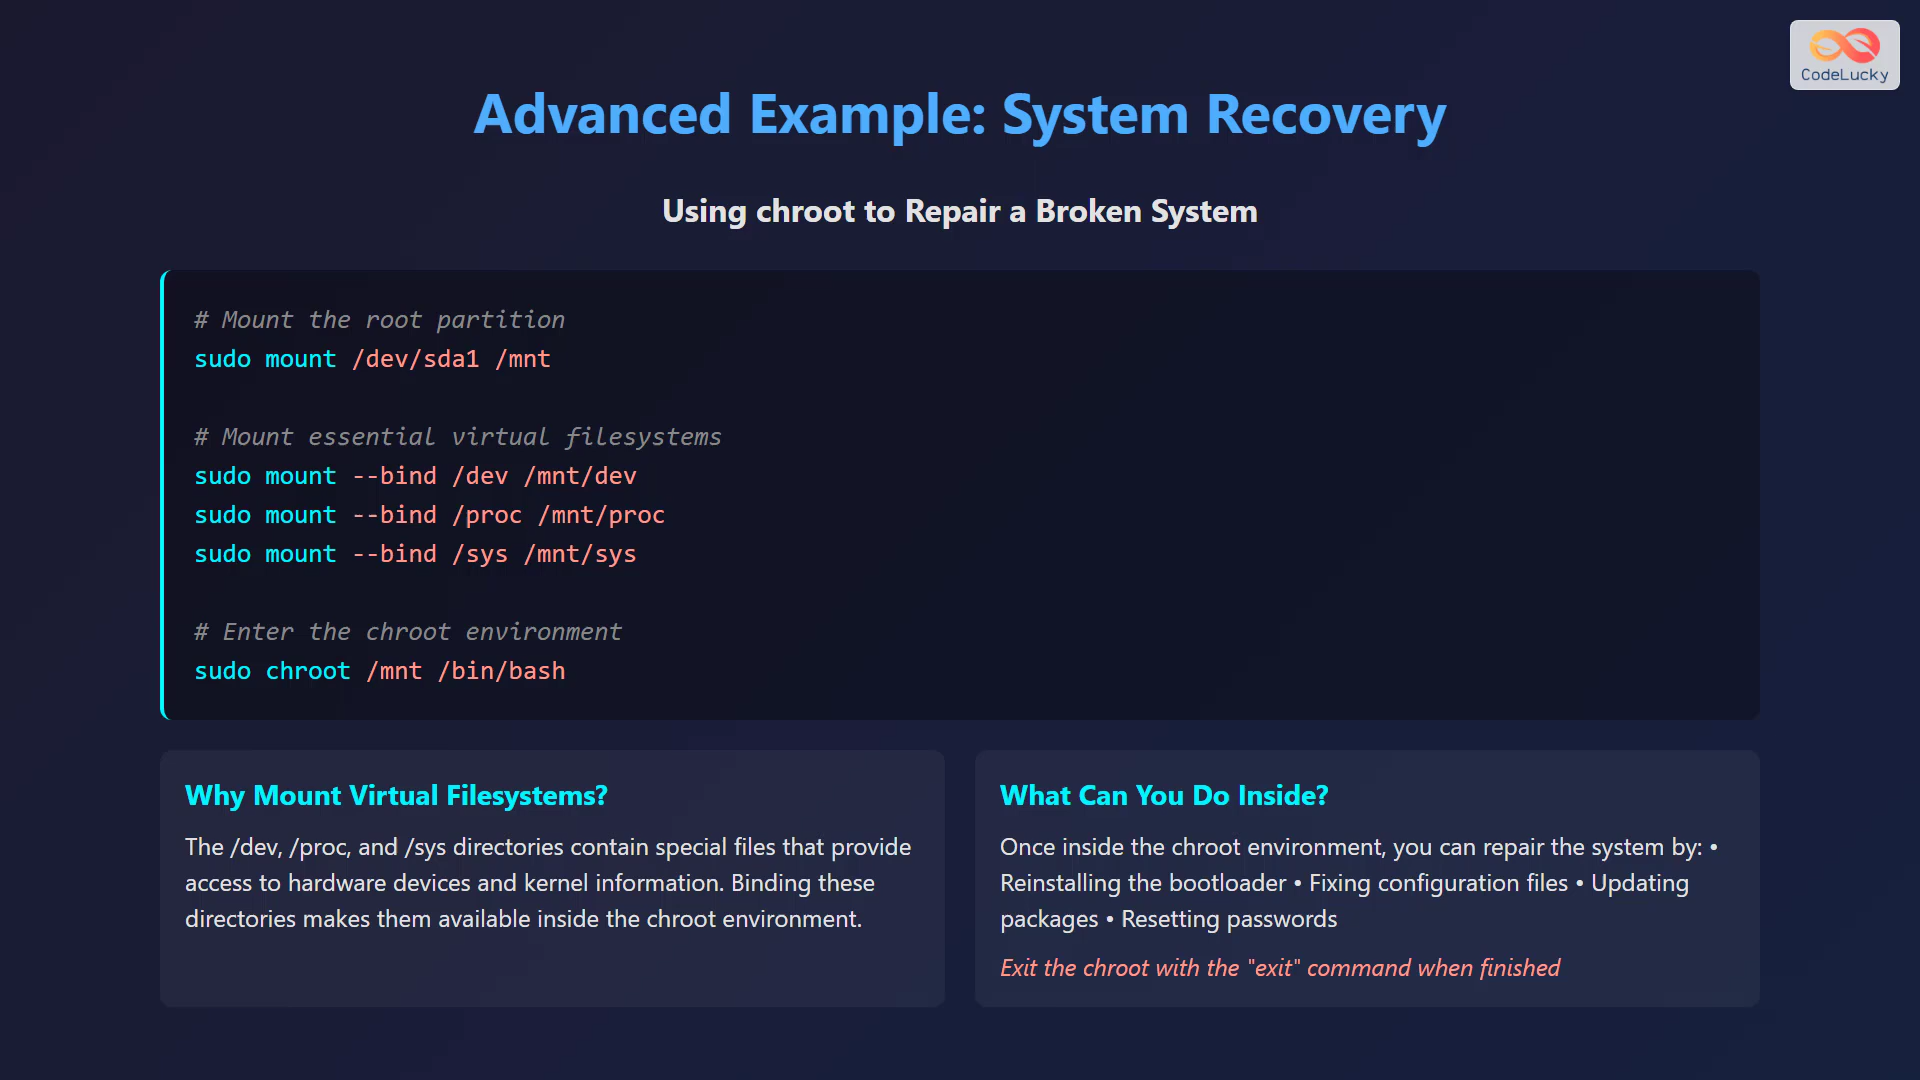 CodeLucky
Advanced Example: System Recovery
Using chroot to Repair a Broken System
# Mount the root partition
sudo mount /dev/sda1 /mnt
# Mount essential virtual filesystems
sudo mount --bind /dev /mnt/dev
sudo mount --bind /proc /mnt/proc
sudo mount --bind /sys /mnt/sys
# Enter the chroot environment
sudo chroot /mnt /bin/bash
Why Mount Virtual Filesystems?
The /dev, /proc, and /sys directories contain special files that provide
access to hardware devices and kernel information. Binding these
directories makes them available inside the chroot environment.
What Can You Do Inside?
Once inside the chroot environment, you can repair the system by: •
Reinstalling the bootloader • Fixing configuration files • Updating
packages • Resetting passwords
Exit the chroot with the "exit" command when finished